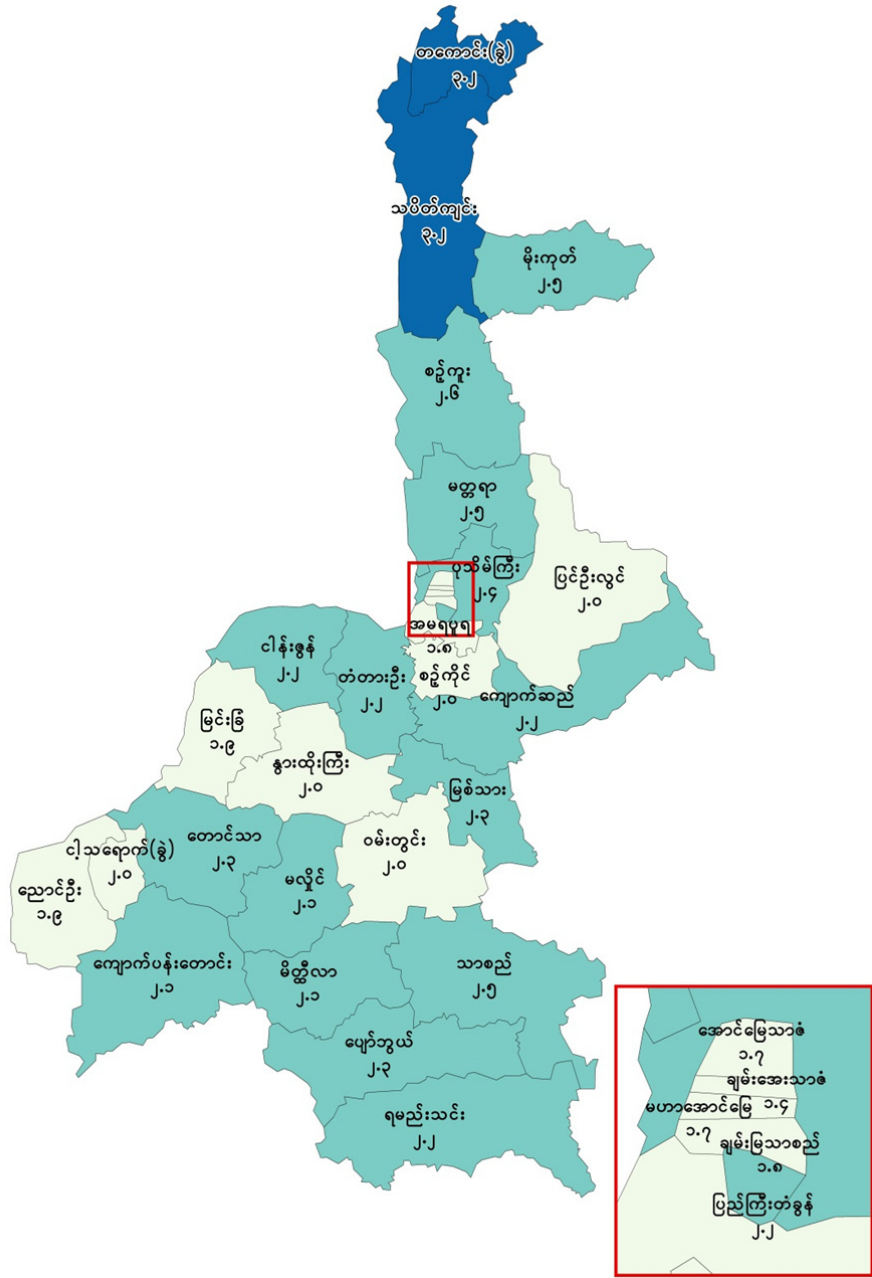 တကောင်း(ခွဲ)
၃.၂
သပိတ်ကျင်း
၃.၂
မိုးကုတ်
၂.၅
စဉ့်ကူး
၂.၆
မတ္တရာ
၂.၅
ပုသိမ်ကြီး
၂.၄
ပြင်ဦးလွင်
၂.၀
အမရပူရ
၁.၈
စဉ့်ကိုင်
၂.၀
ကျောက်ဆည်
၂.၂
ငါန်းဇွန်
၂.၂
တံတားဦး
၂.၂
မြင်းခြံ
၁.၉
နွားထိုးကြီး
၂.၀
မြစ်သား
၂.၃
တောင်သာ
၂.၃
ဝမ်းတွင်း
၂.၀
ငါ့သရောက်(ခွဲ)
၂.၀
မလှိုင်
၂.၁
ညောင်ဦး
၁.၉
ကျောက်ပန်းတောင်း
၂.၁
မိတ္ထီလာ
၂.၁
သာစည်
၂.၅
ပျော်ဘွယ်
၂.၃
ရမည်းသင်း
၂.၂
အောင်မြေသာဇံ
၁.၇
ချမ်းအေးသာဇံ
၁.၄
မဟာအောင်မြေ
၁.၇
ချမ်းမြသာစည်
၁.၈
ပြည်ကြီးတံခွန်
၂.၂